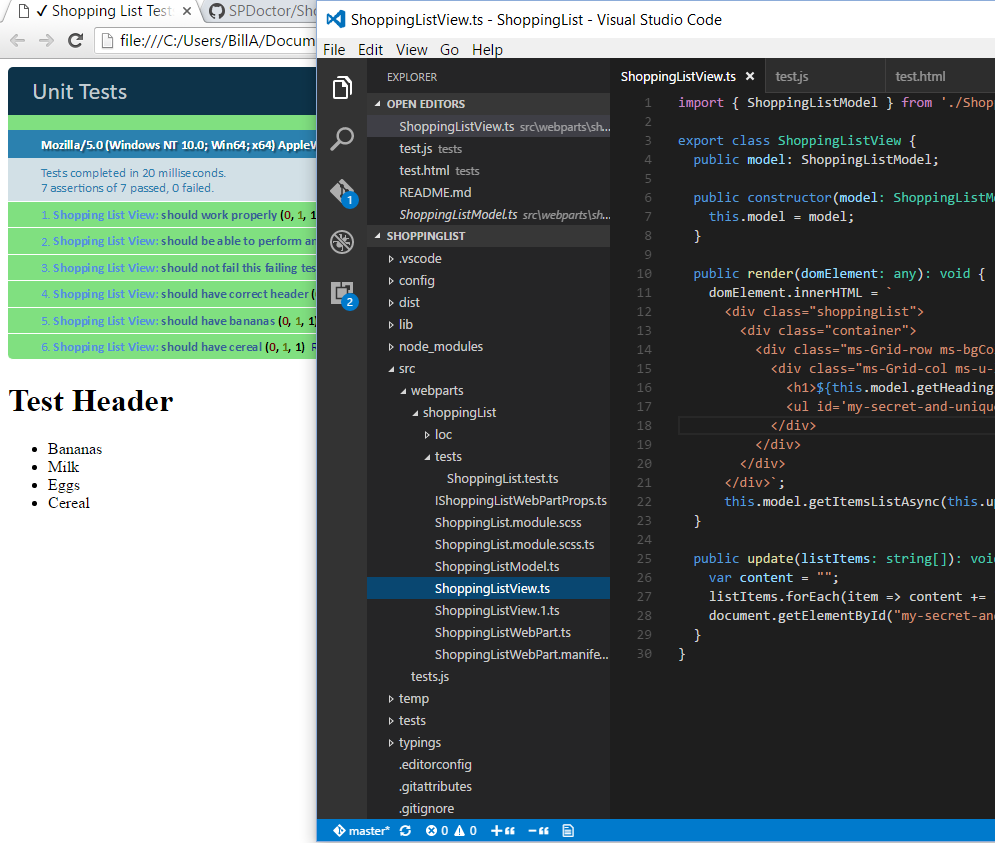 ✓ Shopping List Test
SPDoctor/Sho
file:///C:/Users/BillA/Docum
Unit Tests
Mozilla/5.0 (Windows NT 10.0; Win64; x64) AppleW
Tests completed in 20 milliseconds.
7 assertions of 7 passed, 0 failed.
1. Shopping List View: should work properly (0, 1, 1
2. Shopping List View: should be able to perform an
3. Shopping List View: should not fail this failing tes
4. Shopping List View: should have correct header (
5. Shopping List View: should have bananas (0, 1, 1)
6. Shopping List View: should have cereal (0, 1, 1) R
Test Header
• Bananas
• Milk
• Eggs
• Cereal
ShoppingListView.ts - ShoppingList - Visual Studio Code
File Edit View Go Help
EXPLORER
OPEN EDITORS
ShoppingListView.ts src\webparts\sh...
test.js tests
test.html tests
README.md
ShoppingListModel.ts src\webparts\sh...
SHOPPINGLIST
.vscode
config
dist
lib
node_modules
src
webparts
shoppingList
loc
tests
ShoppingList.test.ts
IShoppingListWebPartProps.ts
ShoppingList.module.scss
ShoppingList.module.scss.ts
ShoppingListModel.ts
ShoppingListView.ts
ShoppingListView.1.ts
ShoppingListWebPart.ts
ShoppingListWebPart.manife...
tests.js
temp
tests
typings
.editorconfig
.gitattributes
.gitignore
1
2
ShoppingListView.ts × test.js test.html
1 import { ShoppingListModel } from './Shop
2
3 export class ShoppingListView {
4 public model: ShoppingListModel;
5
6 public constructor(model: ShoppingListMo
7 this.model = model;
8 }
9
10 public render(domElement: any): void {
11 domElement.innerHTML = `
12 <div class="shoppingList">
13 <div class="container">
14 <div class="ms-Grid-row ms-bgCo
15 <div class="ms-Grid-col ms-u-
16 <h1>${this.model.getHeading
17 <ul id='my-secret-and-unique
18 </div>
19 </div>
20 </div>
21 </div>`;
22 this.model.getItemsListAsync(this.up
23 }
24
25 public update(listItems: string[]): void
26 var content = "";
27 listItems.forEach(item => content +=
28 document.getElementById("my-secret-and
29 }
30 }
master* 0 0